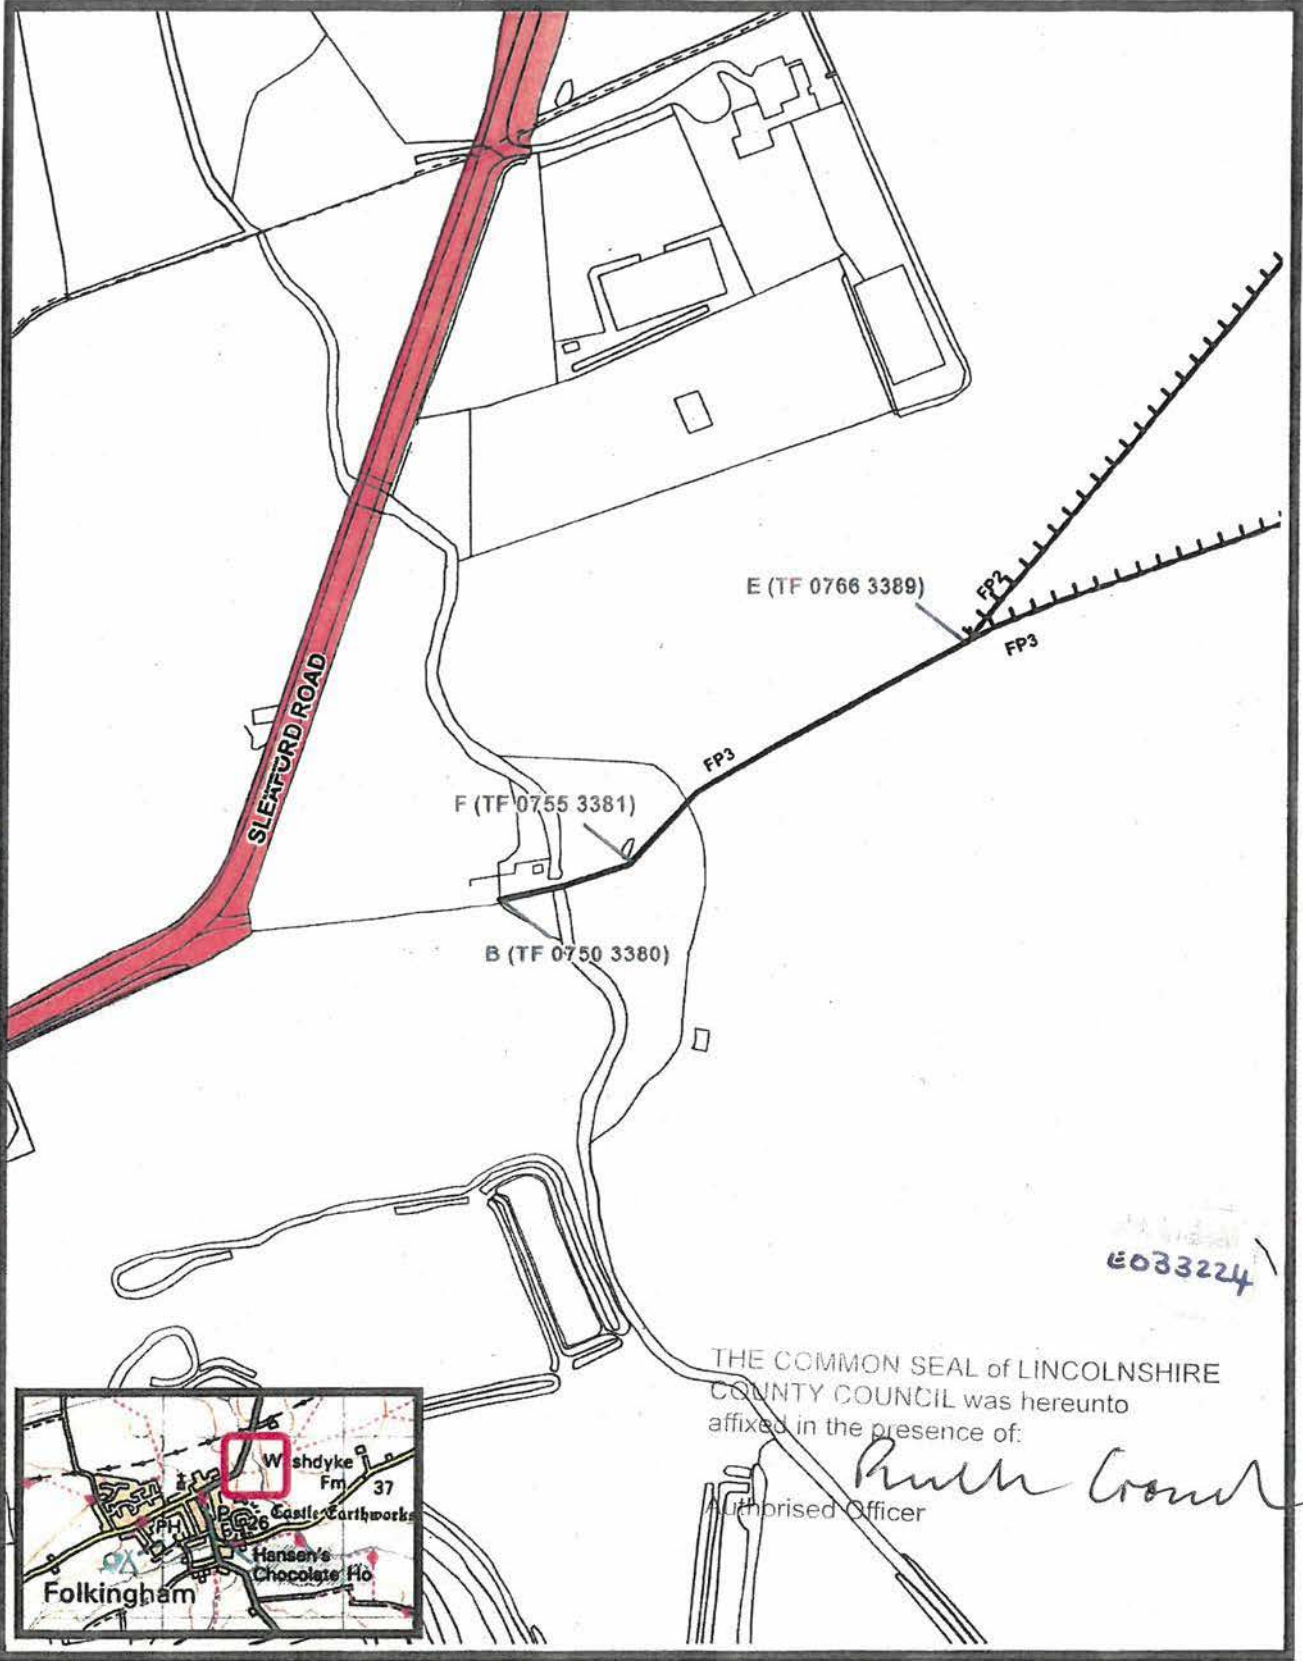 E (TF 0766 3389)
FP2
FP3
SLEAFORD ROAD
FP3
F (TF 0755 3381)
B (TF 0750 3380)
E033224
THE COMMON SEAL of LINCOLNSHIRE
COUNTY COUNCIL was hereunto
affixed in the presence of:
Authorised Officer
W shdyke
Fm
37
Castle Earthworks
PH
P
26
Hansen's
Chocolate Ho
Folkingham